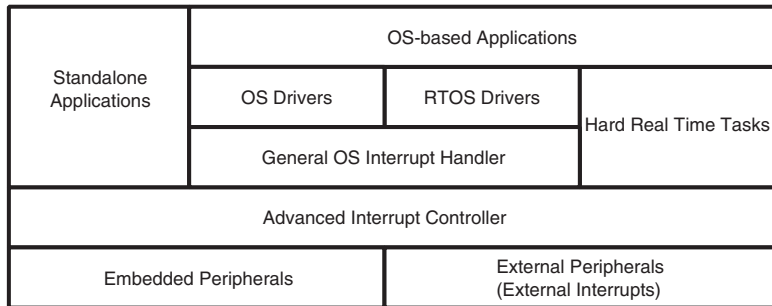 OS-based Applications
Standalone
Applications
OS Drivers
RTOS Drivers
Hard Real Time Tasks
General OS Interrupt Handler
Advanced Interrupt Controller
Embedded Peripherals
External Peripherals
(External Interrupts)